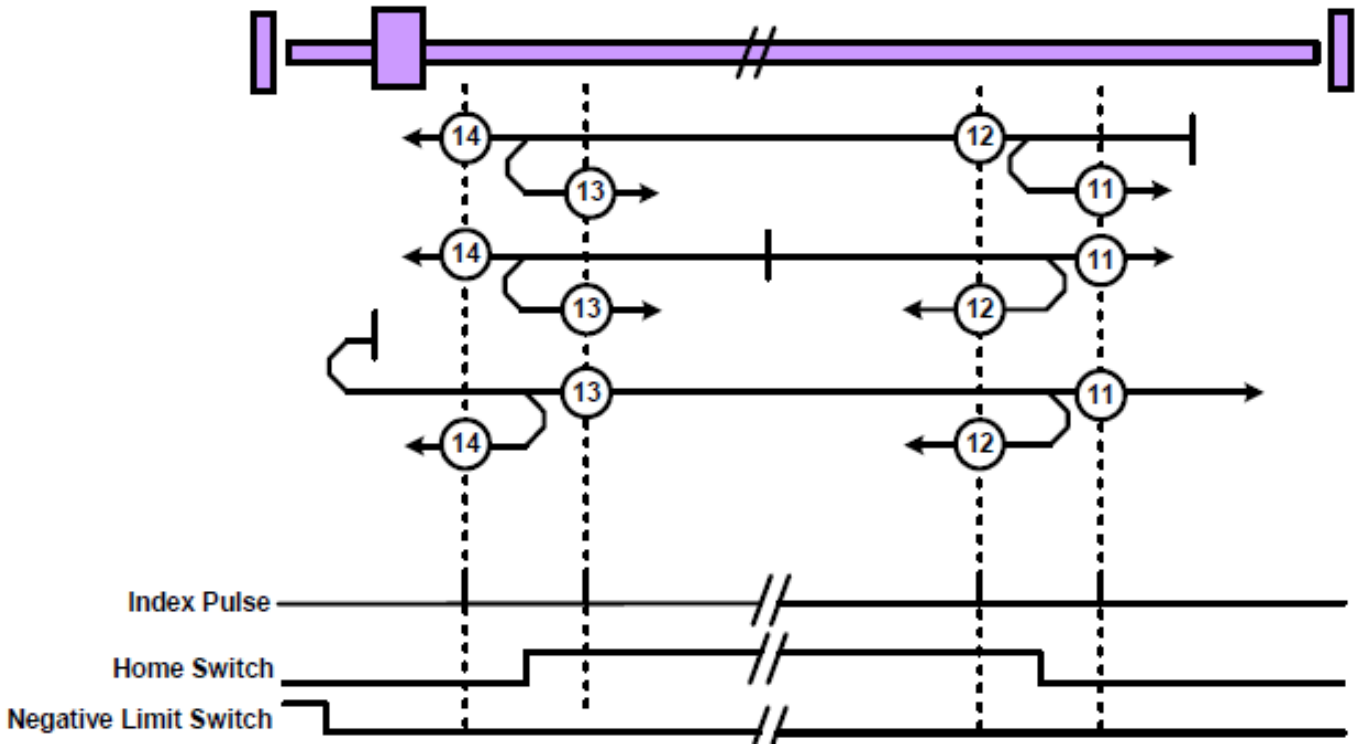 14 12
13 11
14 11
13 12
13 11
14 12
Index Pulse
Home Switch
Negative Limit Switch